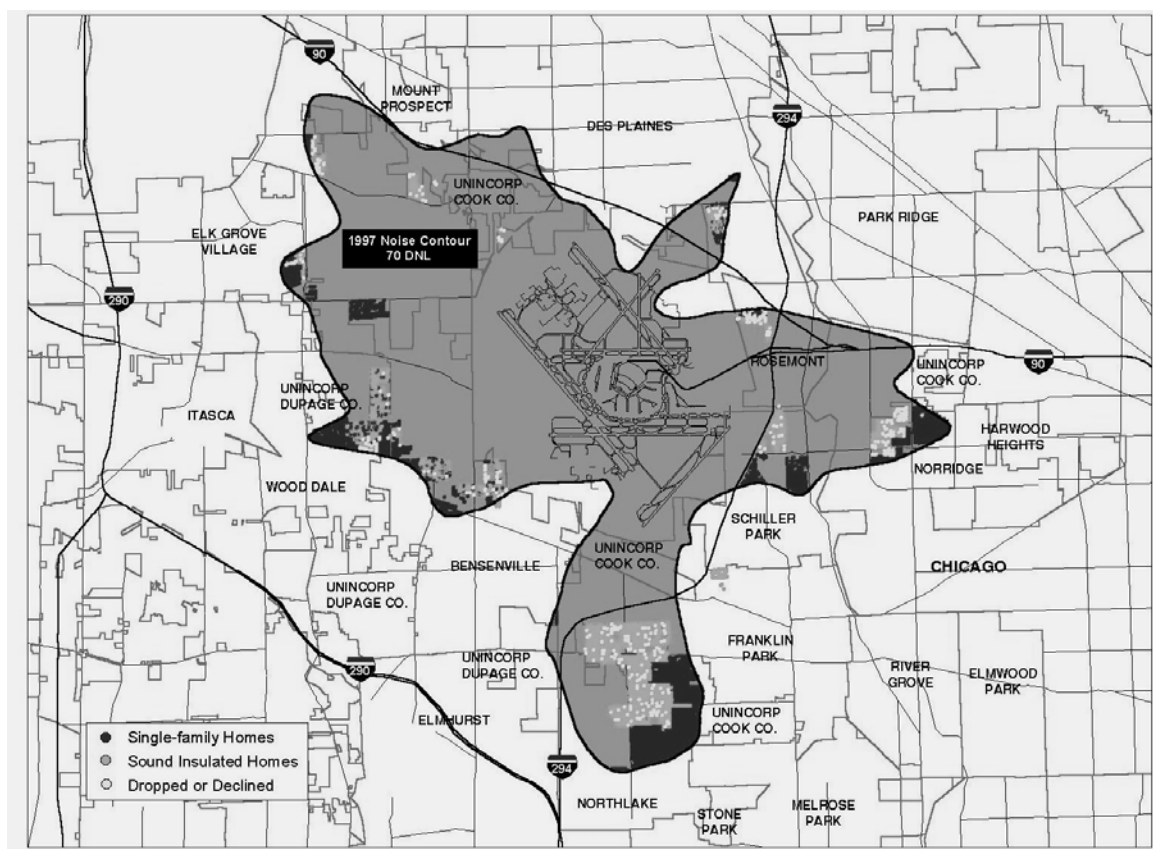 90
MOUNT
PROSPECT
DES PLAINES
294
UNINCORP
COOK CO.
PARK RIDGE
ELK GROVE
VILLAGE
1997 Noise Contour
70 DNL
290
ROSEMONT
UNINCORP
COOK CO.
90
UNINCORP
DUPAGE CO.
ITASCA
HARWOOD
HEIGHTS
NORRIDGE
WOOD DALE
SCHILLER
PARK
UNINCORP
COOK CO.
BENSENVILLE
CHICAGO
UNINCORP
DUPAGE CO.
FRANKLIN
PARK
UNINCORP
DUPAGE CO.
290
RIVER
GROVE
ELMWOOD
PARK
ELMHURST
UNINCORP
COOK CO.
Single-family Homes
Sound Insulated Homes
Dropped or Declined
294
NORTHLAKE
STONE
PARK
MELROSE
PARK